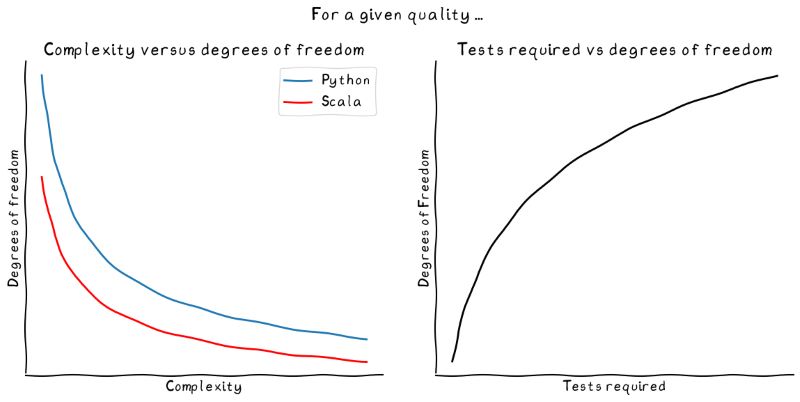 For a given quality ...
Complexity versus degrees of freedom
Python
Scala
Degrees of freedom
Complexity
Tests required vs degrees of freedom
Degrees of Freedom
Tests required